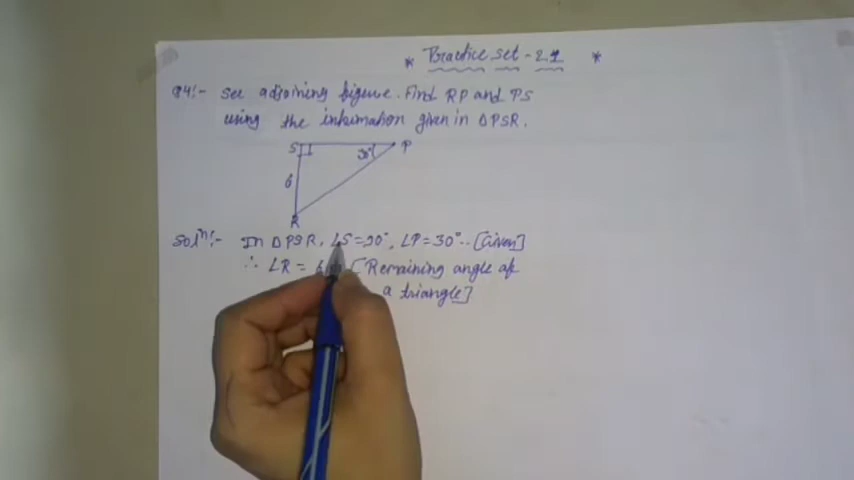 * Practice set - 2.1 *
Q4:- See adjoining figure. Find RP and PS
using the information given in ΔPSR.
S P
30°
6
R
Solⁿ:- In ΔPSR, ∠S=90°, ∠P=30°.. [Given]
∴ ∠R = [Remaining angle of
a triangle]